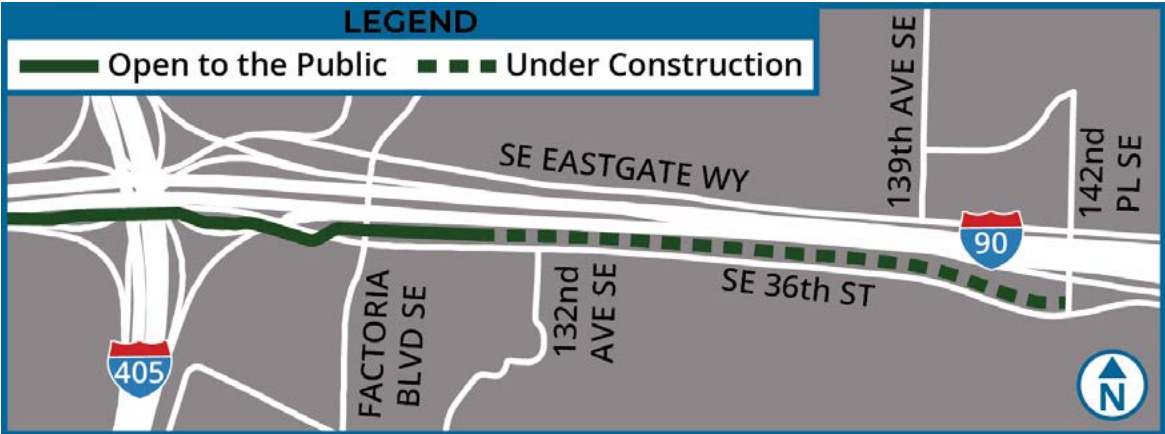 LEGEND
Open to the Public
Under Construction
139th AVE SE
SE EASTGATE WY
142nd
PL SE
90
SE 36th ST
132nd
AVE SE
FACTORIA
BLVD SE
405
N